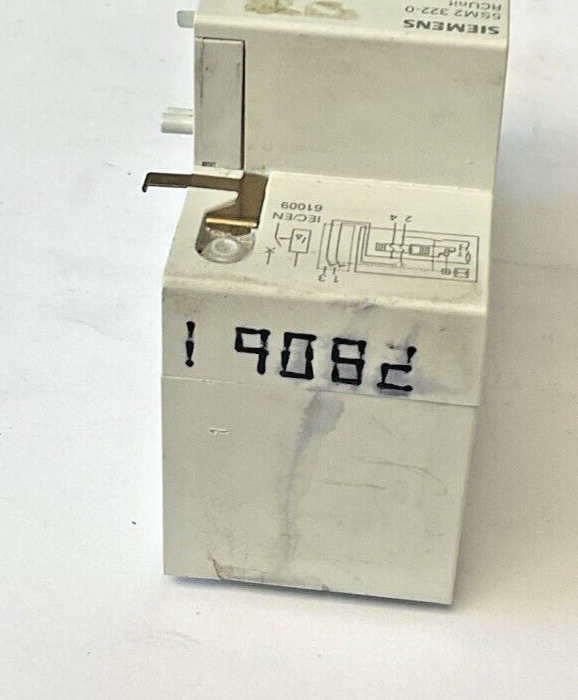 SIEMENS
5SM2 322-0
RCUnit
IEC/EN
61009
2 4
1 3
1 9082